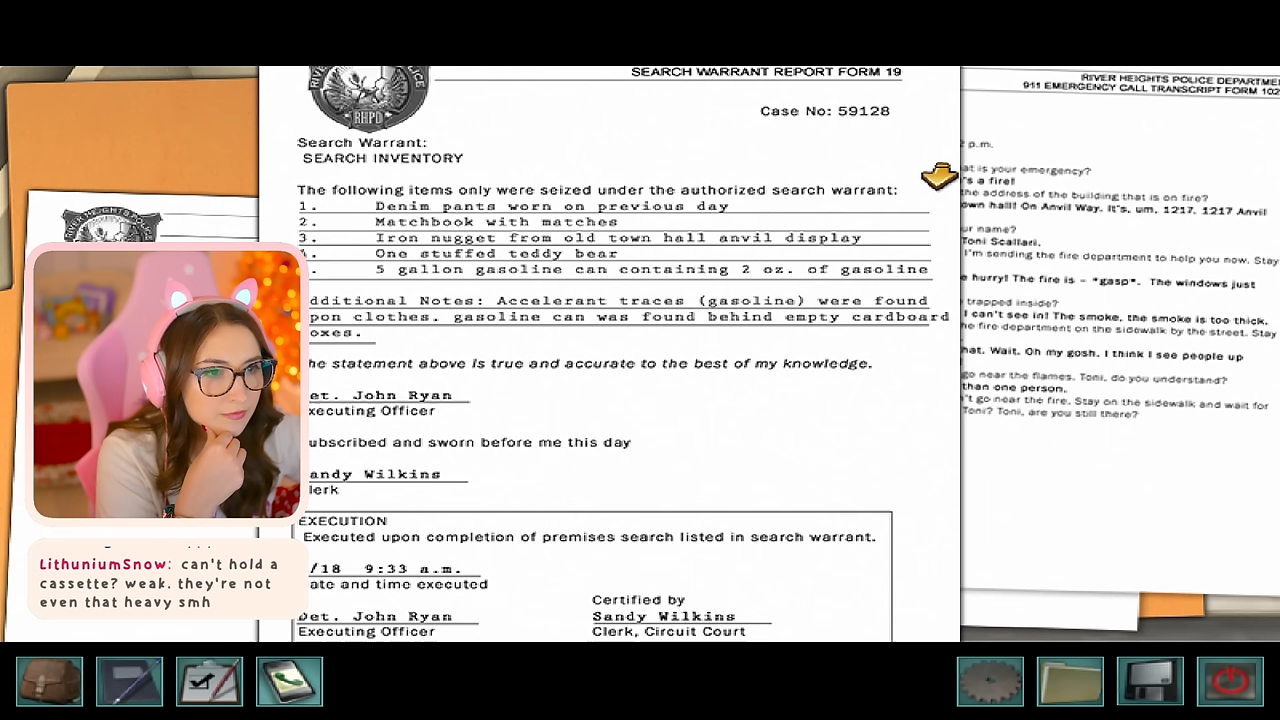 SEARCH WARRANT REPORT FORM 19
RHPD
Case No: 59128
Search Warrant:
SEARCH INVENTORY
The following items only were seized under the authorized search warrant:
1. Denim pants worn on previous day
2. Matchbook with matches
3. Iron nugget from old town hall anvil display
. One stuffed teddy bear
. 5 gallon gasoline can containing 2 oz. of gasoline
dditional Notes: Accelerant traces (gasoline) were found
pon clothes. gasoline can was found behind empty cardboard
oxes.
he statement above is true and accurate to the best of my knowledge.
et. John Ryan
xecuting Officer
ubscribed and sworn before me this day
andy Wilkins
lerk
EXECUTION
Executed upon completion of premises search listed in search warrant.
/18 9:33 a.m.
ate and time executed
Det. John Ryan
Executing Officer
Certified by
Sandy Wilkins
Clerk, Circuit Court
RIVER HEIGHTS POLICE DEPARTME
911 EMERGENCY CALL TRANSCRIPT FORM 102
p.m.
at is your emergency?
's a fire!
the address of the building that is on fire?
own hall! On Anvil Way. It's, um, 1217. 1217 Anvil
ur name?
Toni Scallari.
I'm sending the fire department to help you now. Stay
e hurry! The fire is – *gasp*. The windows just
trapped inside?
I can't see in! The smoke, the smoke is too thick.
he fire department on the sidewalk by the street. Stay
hat. Wait. Oh my gosh. I think I see people up
go near the flames. Toni, do you understand?
than one person.
't go near the fire. Stay on the sidewalk and wait for
Toni? Toni, are you still there?
LithuniumSnow: can't hold a
cassette? weak. they're not
even that heavy smh